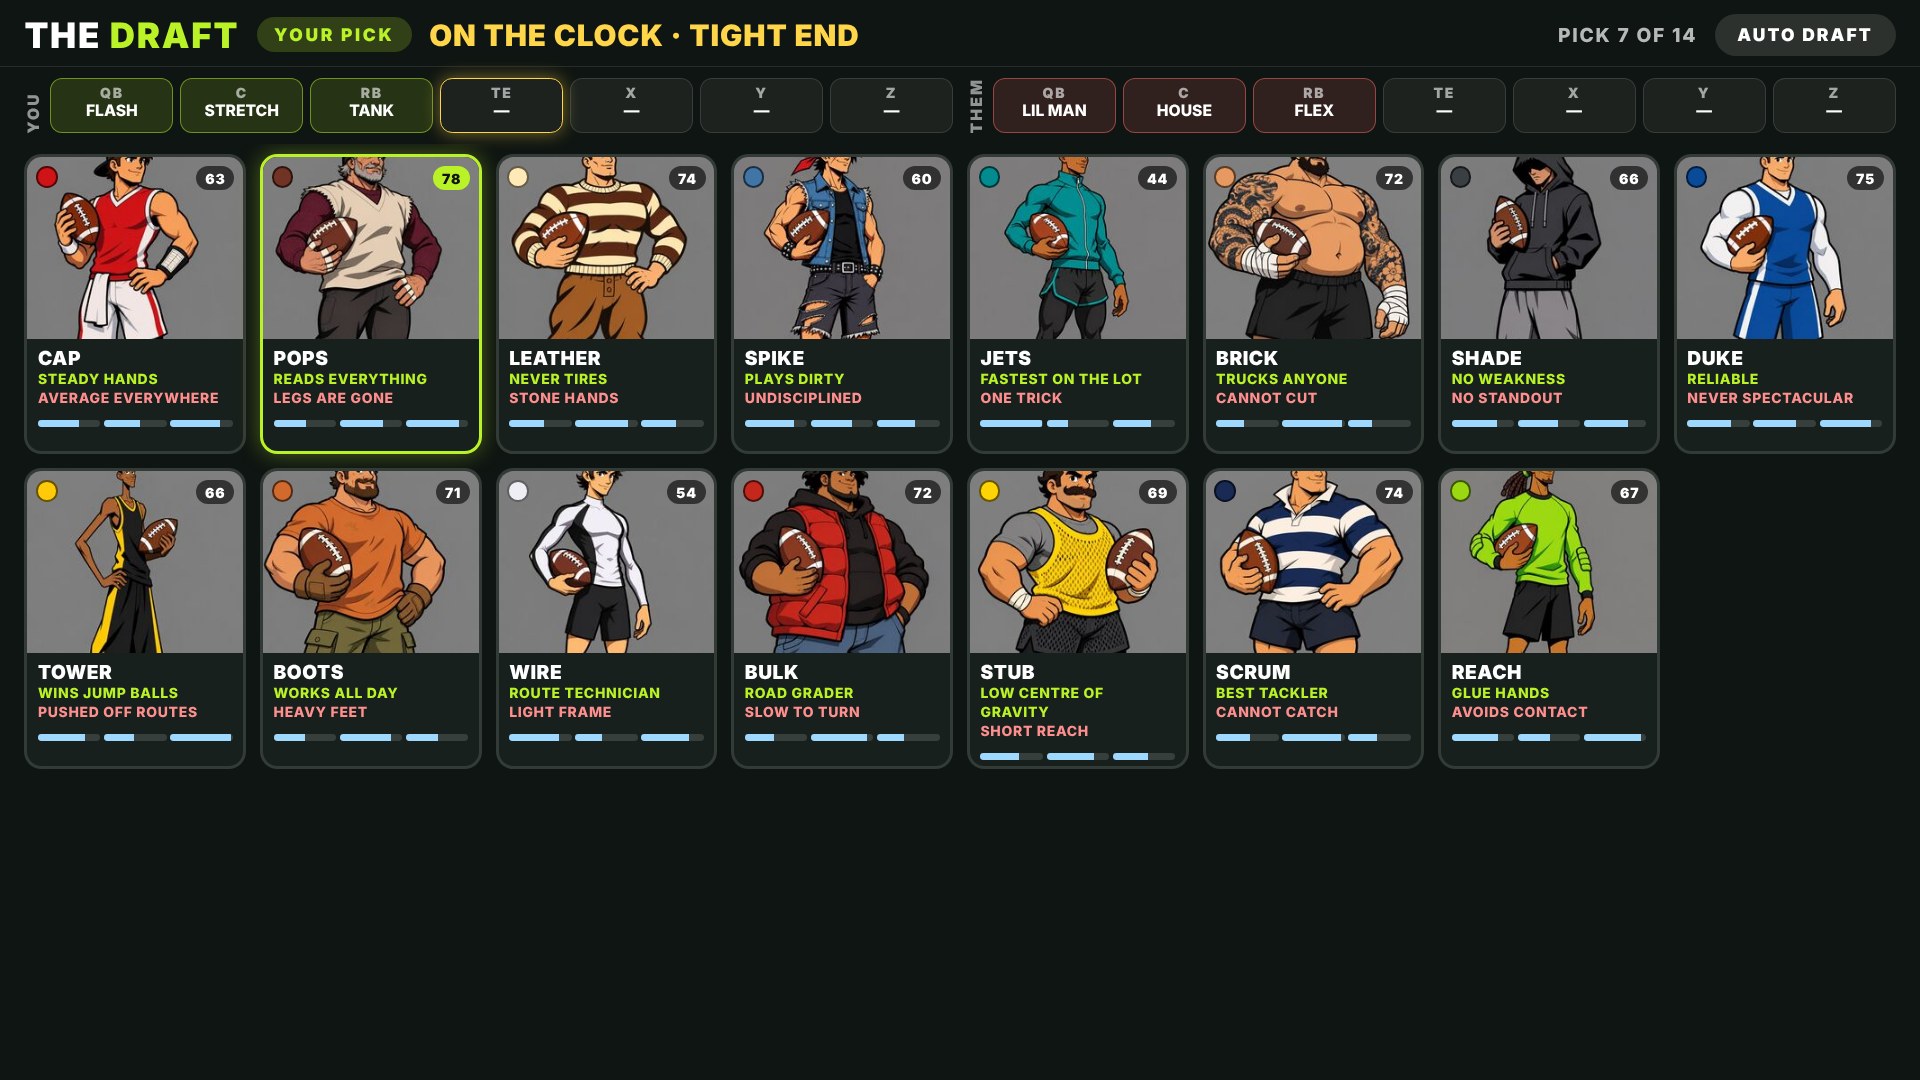 THE DRAFT
YOUR PICK
ON THE CLOCK · TIGHT END
PICK 7 OF 14
AUTO DRAFT
YOU
QB
FLASH
C
STRETCH
RB
TANK
TE
—
X
—
Y
—
Z
—
THEM
QB
LIL MAN
C
HOUSE
RB
FLEX
TE
—
X
—
Y
—
Z
—
63
CAP
STEADY HANDS
AVERAGE EVERYWHERE
78
POPS
READS EVERYTHING
LEGS ARE GONE
74
LEATHER
NEVER TIRES
STONE HANDS
60
SPIKE
PLAYS DIRTY
UNDISCIPLINED
44
JETS
FASTEST ON THE LOT
ONE TRICK
72
BRICK
TRUCKS ANYONE
CANNOT CUT
66
SHADE
NO WEAKNESS
NO STANDOUT
75
DUKE
RELIABLE
NEVER SPECTACULAR
66
TOWER
WINS JUMP BALLS
PUSHED OFF ROUTES
71
BOOTS
WORKS ALL DAY
HEAVY FEET
54
WIRE
ROUTE TECHNICIAN
LIGHT FRAME
72
BULK
ROAD GRADER
SLOW TO TURN
69
STUB
LOW CENTRE OF
GRAVITY
SHORT REACH
74
SCRUM
BEST TACKLER
CANNOT CATCH
67
REACH
GLUE HANDS
AVOIDS CONTACT